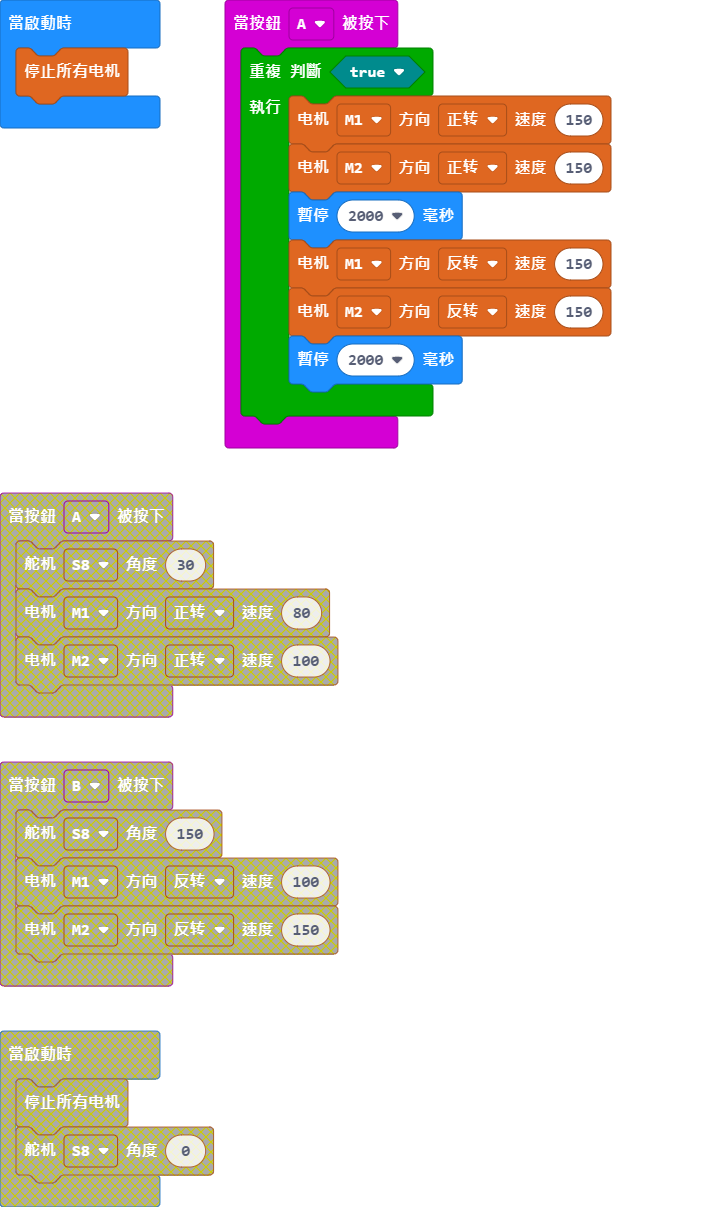 當啟動時
停止所有电机
當按鈕 A 被按下
重複 判斷 true
執行
电机 M1 方向 正转 速度 150
电机 M2 方向 正转 速度 150
暫停 2000 毫秒
电机 M1 方向 反转 速度 150
电机 M2 方向 反转 速度 150
暫停 2000 毫秒
當按鈕 A 被按下
舵机 S8 角度 30
电机 M1 方向 正转 速度 80
电机 M2 方向 正转 速度 100
當按鈕 B 被按下
舵机 S8 角度 150
电机 M1 方向 反转 速度 100
电机 M2 方向 反转 速度 150
當啟動時
停止所有电机
舵机 S8 角度 0